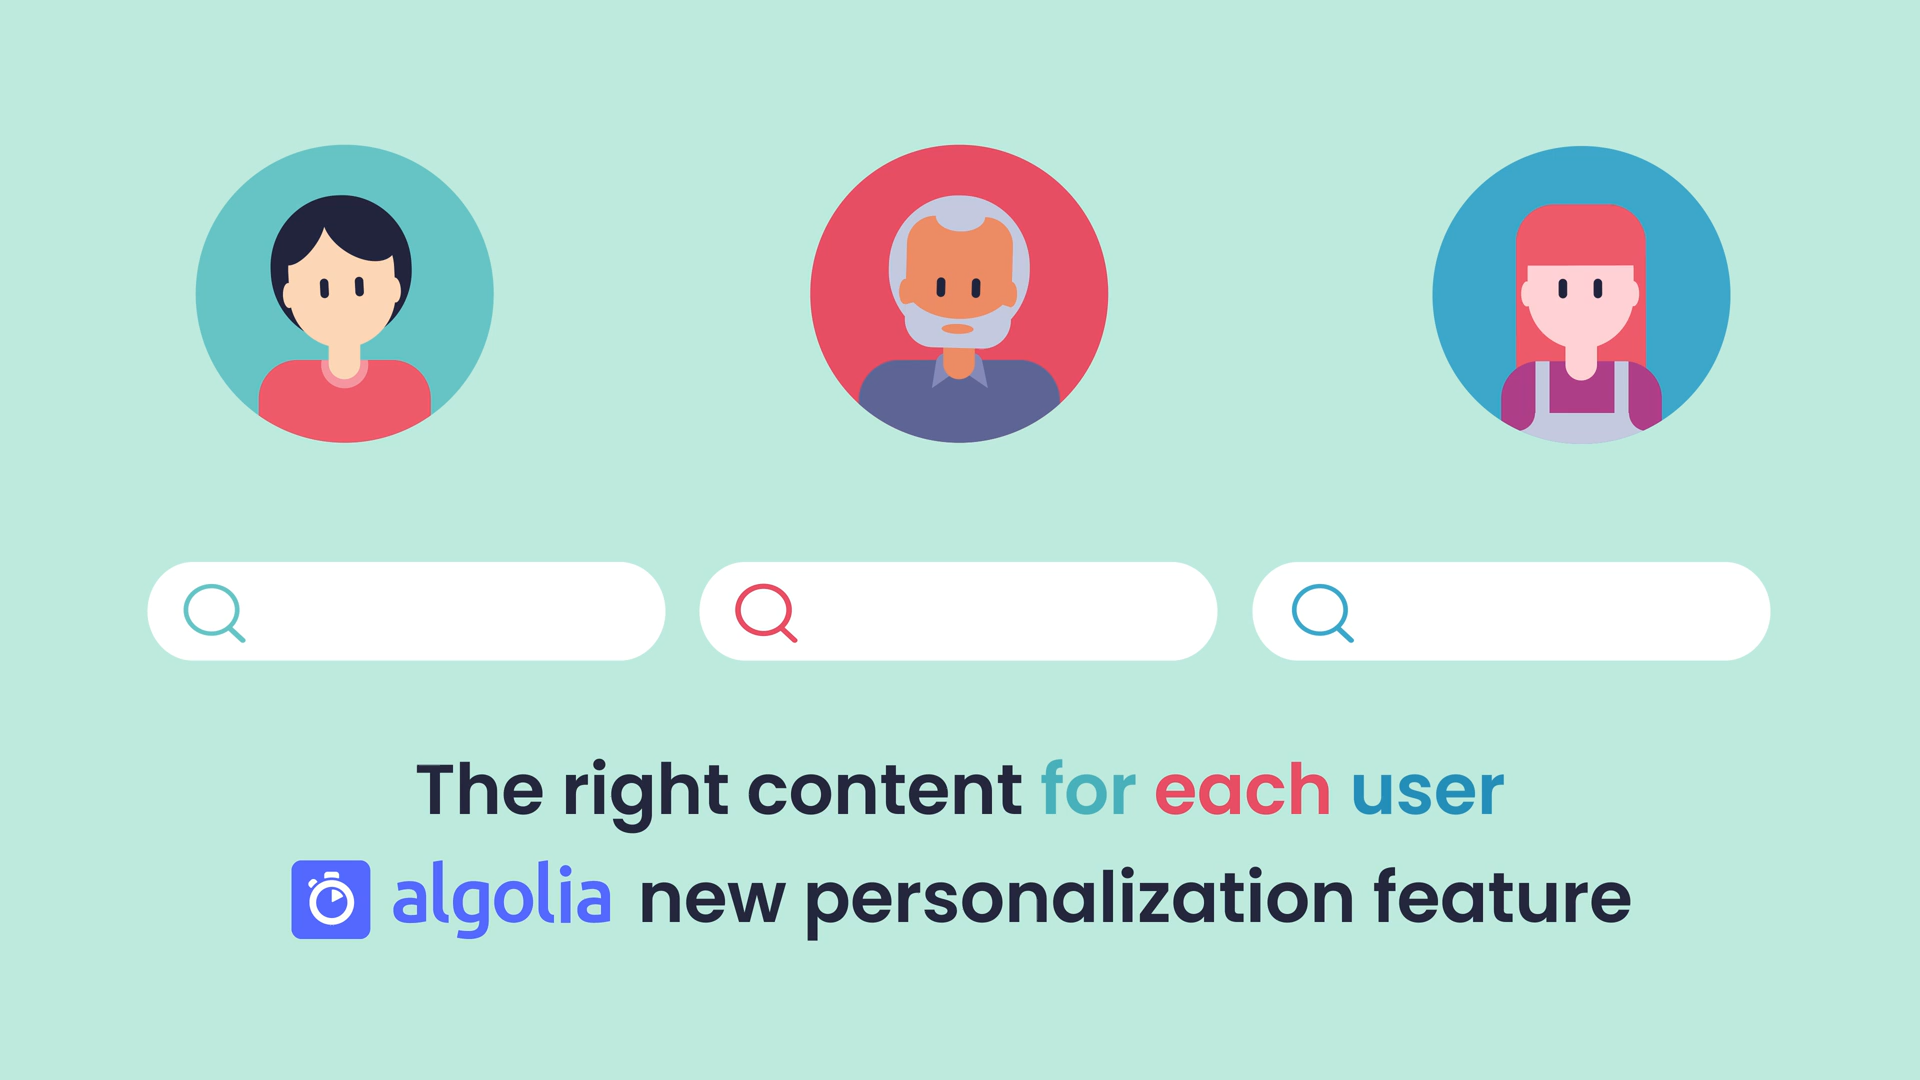 The right content for each user
algolia new personalization feature